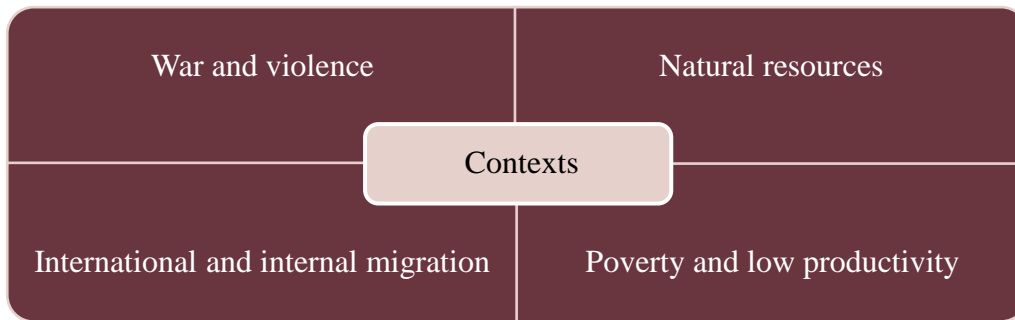 War and violence
Natural resources
Contexts
International and internal migration
Poverty and low productivity